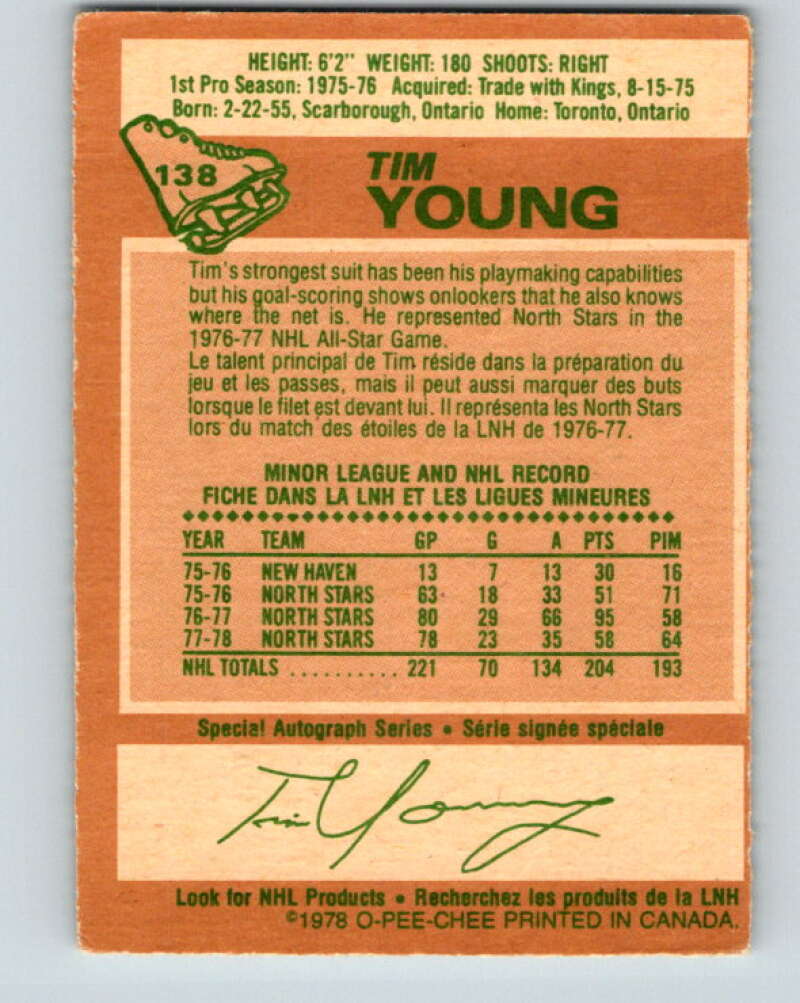 HEIGHT: 6'2" WEIGHT: 180 SHOOTS: RIGHT
1st Pro Season: 1975-76 Acquired: Trade with Kings, 8-15-75
Born: 2-22-55, Scarborough, Ontario Home: Toronto, Ontario
138
TIM
YOUNG
Tim's strongest suit has been his playmaking capabilities
but his goal-scoring shows onlookers that he also knows
where the net is. He represented North Stars in the
1976-77 NHL All-Star Game.
Le talent principal de Tim réside dans la préparation du
jeu et les passes, mais il peut aussi marquer des buts
lorsque le filet est devant lui. Il représenta les North Stars
lors du match des étoiles de la LNH de 1976-77.
MINOR LEAGUE AND NHL RECORD
FICHE DANS LA LNH ET LES LIGUES MINEURES
YEAR TEAM GP G A PTS PIM
75-76 NEW HAVEN 13 7 13 30 16
75-76 NORTH STARS 63 18 33 51 71
76-77 NORTH STARS 80 29 66 95 58
77-78 NORTH STARS 78 23 35 58 64
NHL TOTALS .......... 221 70 134 204 193
Special Autograph Series • Série signée spéciale
Tim Young
Look for NHL Products • Recherchez les produits de la LNH
©1978 O-PEE-CHEE PRINTED IN CANADA.